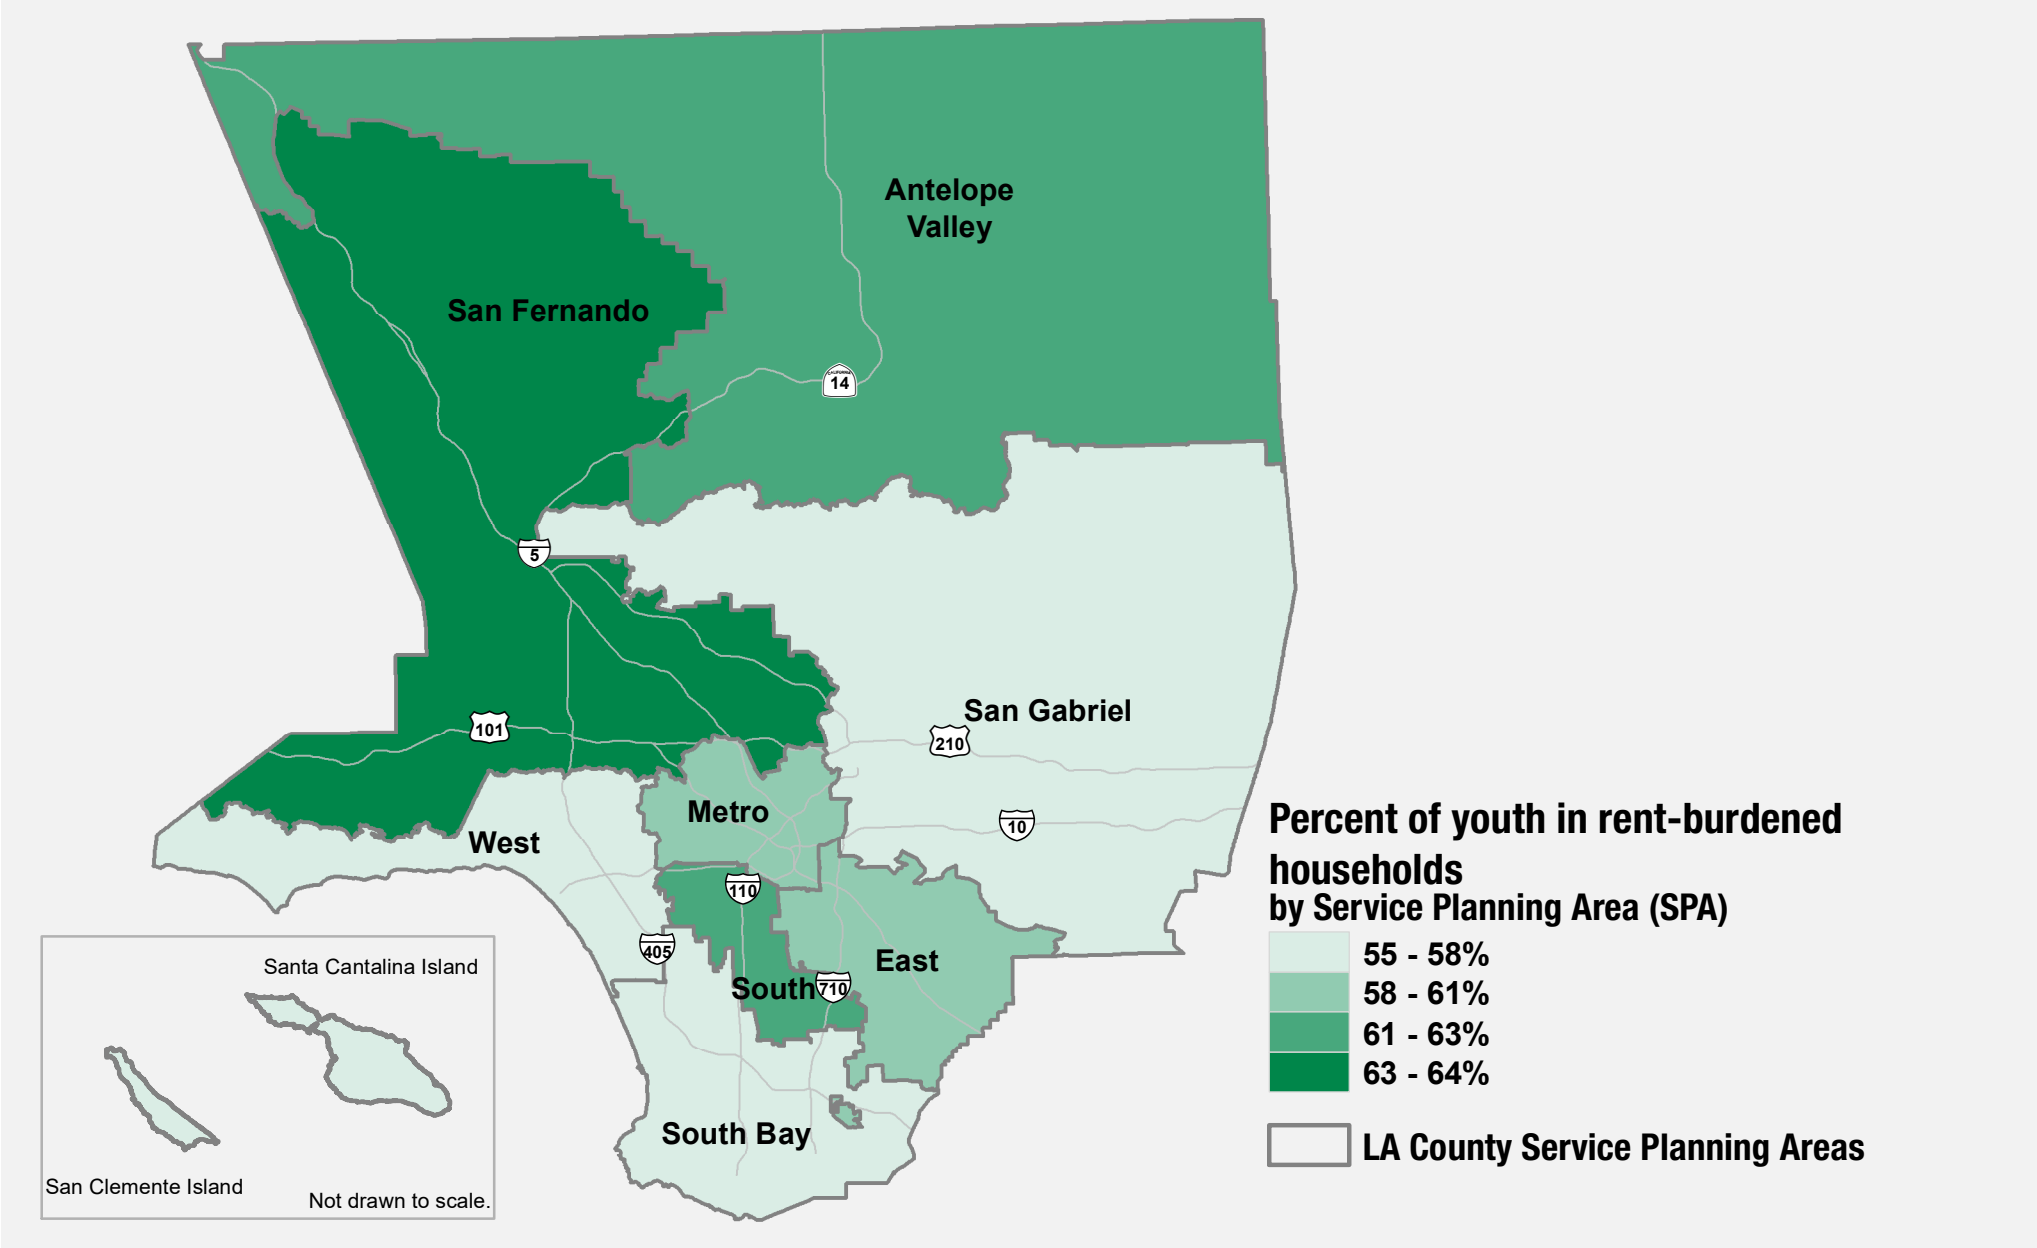 Antelope
Valley
San Fernando
CALIFORNIA
14
5
San Gabriel
101
210
Metro
10
West
110
405
East
South
710
Santa Cantalina Island
South Bay
San Clemente Island
Not drawn to scale.
Percent of youth in rent-burdened
households
by Service Planning Area (SPA)
55 - 58%
58 - 61%
61 - 63%
63 - 64%
LA County Service Planning Areas